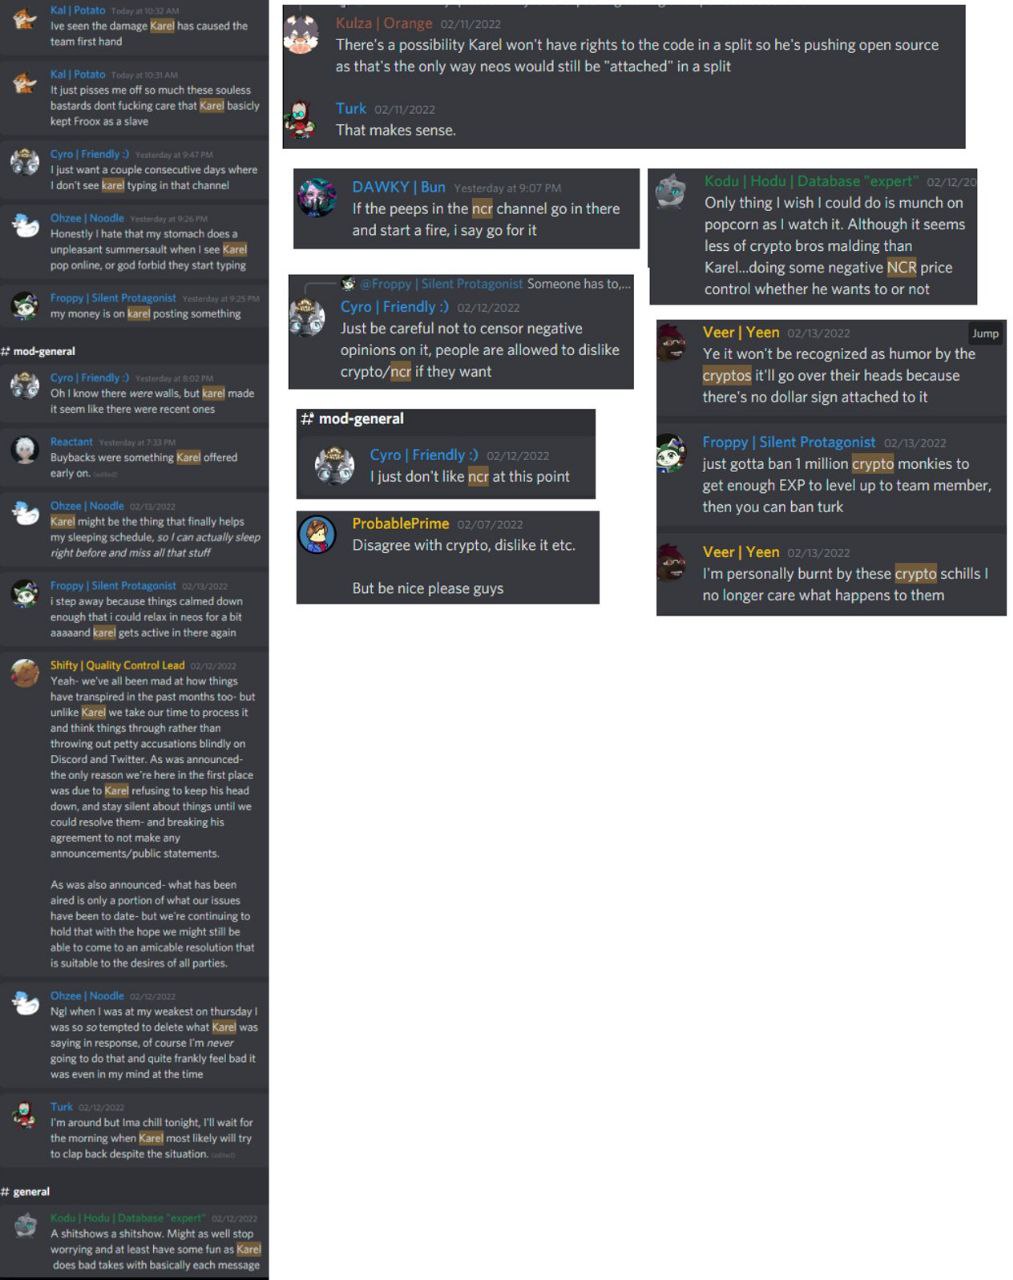 Kal | Potato Today at 10:32 AM
Ive seen the damage Karel has caused the
team first hand
Kal | Potato Today at 10:31 AM
It just pisses me off so much these souless
bastards dont fucking care that Karel basicly
kept Froox as a slave
Cyro | Friendly :) Yesterday at 9:47 PM
I just want a couple consecutive days where
I don't see karel typing in that channel
Ohzee | Noodle Yesterday at 9:26 PM
Honestly I hate that my stomach does a
unpleasant summersault when I see Karel
pop online, or god forbid they start typing
Froppy | Silent Protagonist Yesterday at 9:25 PM
my money is on karel posting something
# mod-general
Cyro | Friendly :) Yesterday at 8:02 PM
Oh I know there were walls, but karel made
it seem like there were recent ones
Reactant Yesterday at 7:33 PM
Buybacks were something Karel offered
early on. (edited)
Ohzee | Noodle 02/13/2022
Karel might be the thing that finally helps
my sleeping schedule, so I can actually sleep
right before and miss all that stuff
Froppy | Silent Protagonist 02/13/2022
i step away because things calmed down
enough that i could relax in neos for a bit
aaaaand karel gets active in there again
Shifty | Quality Control Lead 02/12/2022
Yeah- we've all been mad at how things
have transpired in the past months too- but
unlike Karel we take our time to process it
and think things through rather than
throwing out petty accusations blindly on
Discord and Twitter. As was announced-
the only reason we're here in the first place
was due to Karel refusing to keep his head
down, and stay silent about things until we
could resolve them- and breaking his
agreement to not make any
announcements/public statements.
As was also announced- what has been
aired is only a portion of what our issues
have been to date- but we're continuing to
hold that with the hope we might still be
able to come to an amicable resolution that
is suitable to the desires of all parties.
Ohzee | Noodle 02/12/2022
Ngl when I was at my weakest on thursday I
was so so tempted to delete what Karel was
saying in response, of course I'm never
going to do that and quite frankly feel bad it
was even in my mind at the time
Turk 02/12/2022
I'm around but Ima chill tonight, I'll wait for
the morning when Karel most likely will try
to clap back despite the situation. (edited)
# general
Kodu | Hodu | Database "expert" 02/12/2022
A shitshows a shitshow. Might as well stop
worrying and at least have some fun as Karel
does bad takes with basically each message
Kulza | Orange 02/11/2022
There's a possibility Karel won't have rights to the code in a split so he's pushing open source
as that's the only way neos would still be "attached" in a split
Turk 02/11/2022
That makes sense.
DAWKY | Bun Yesterday at 9:07 PM
If the peeps in the ncr channel go in there
and start a fire, i say go for it
@Froppy | Silent Protagonist Someone has to,...
Cyro | Friendly :) 02/12/2022
Just be careful not to censor negative
opinions on it, people are allowed to dislike
crypto/ncr if they want
# mod-general
Cyro | Friendly :) 02/12/2022
I just don't like ncr at this point
ProbablePrime 02/07/2022
Disagree with crypto, dislike it etc.
But be nice please guys
Kodu | Hodu | Database "expert" 02/12/20
Only thing I wish I could do is munch on
popcorn as I watch it. Although it seems
less of crypto bros malding than
Karel...doing some negative NCR price
control whether he wants to or not
Veer | Yeen 02/13/2022 Jump
Ye it won't be recognized as humor by the
cryptos it'll go over their heads because
there's no dollar sign attached to it
Froppy | Silent Protagonist 02/13/2022
just gotta ban 1 million crypto monkies to
get enough EXP to level up to team member,
then you can ban turk
Veer | Yeen 02/13/2022
I'm personally burnt by these crypto schills I
no longer care what happens to them